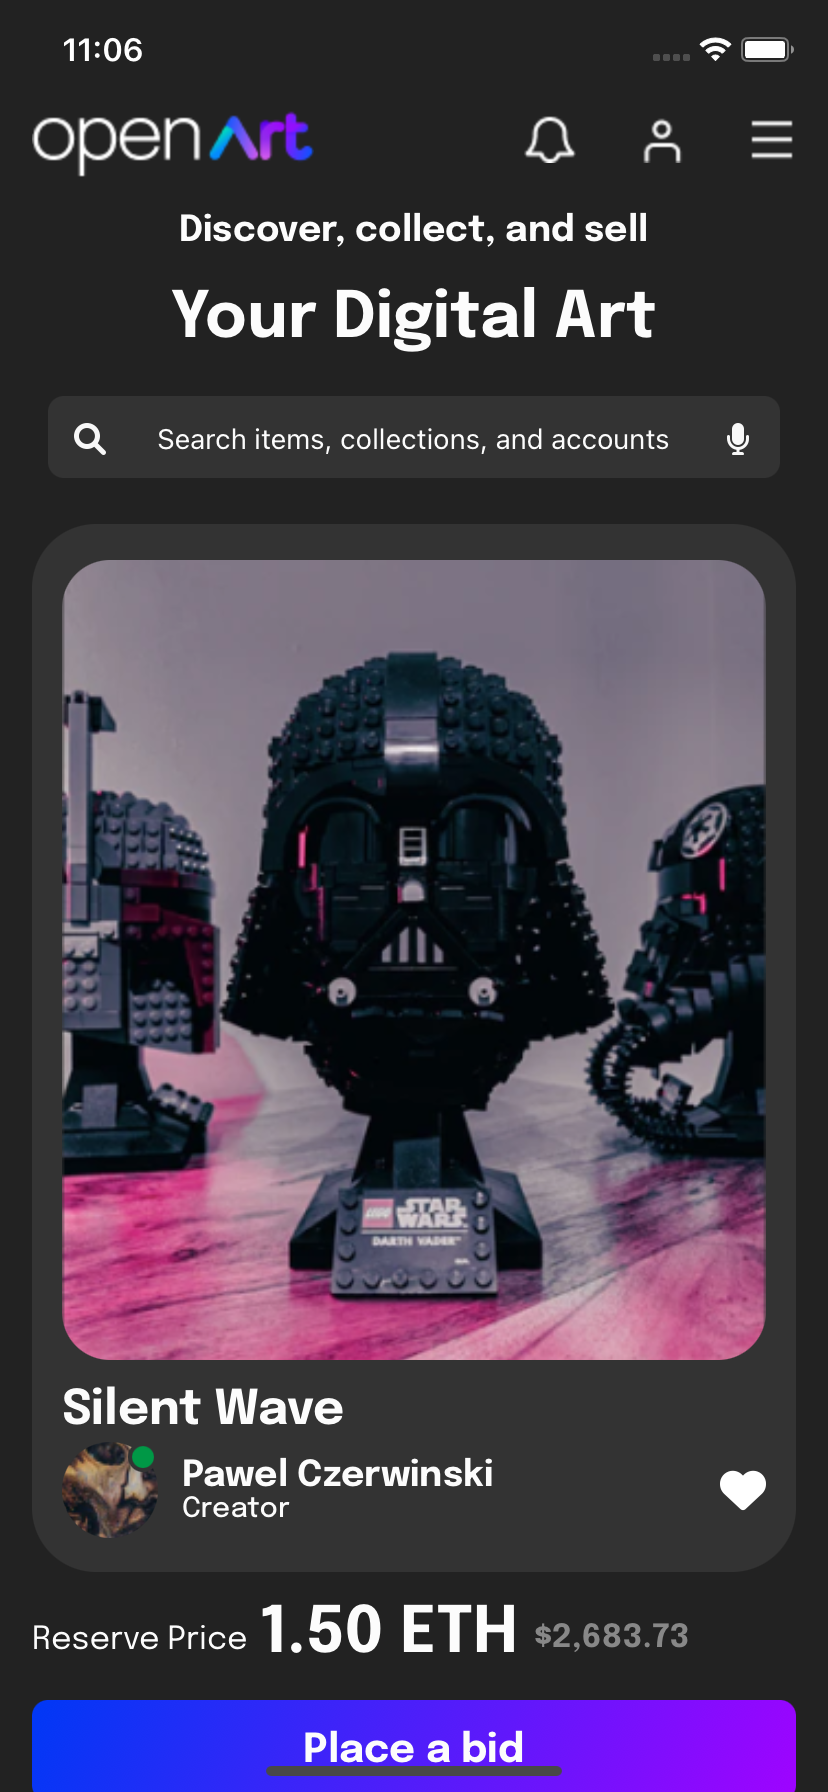 11:06
openArt
Discover, collect, and sell
Your Digital Art
Search items, collections, and accounts
LEGO STAR WARS
DARTH VADER™
Silent Wave
Pawel Czerwinski
Creator
Reserve Price 1.50 ETH $2,683.73
Place a bid